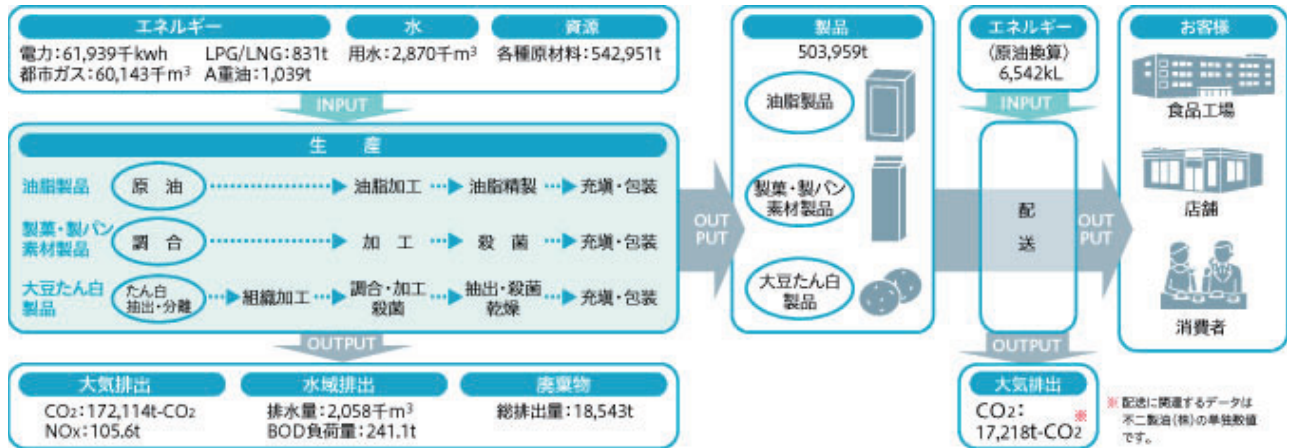 エネルギー
電力:61,939千kwh LPG/LNG:831t
都市ガス:60,143千m³ A重油:1,039t
水
用水:2,870千m³
資源
各種原材料:542,951t
INPUT
生 産
油脂製品 原 油 油脂加工 油脂精製 充塡・包装
製菓・製パン
素材製品
調 合 加 工 殺 菌 充塡・包装
大豆たん白
製品
たん白
抽出・分離
組織加工
調合・加工
殺菌
抽出・殺菌
乾燥
充塡・包装
OUTPUT
大気排出
CO₂:172,114t-CO₂
NOx:105.6t
水域排出
排水量:2,058千m³
BOD負荷量:241.1t
廃棄物
総排出量:18,543t
OUT
PUT
製品
503,959t
油脂製品
製菓・製パン
素材製品
大豆たん白
製品
エネルギー
(原油換算)
6,542kL
INPUT
配
送
OUT
PUT
OUTPUT
大気排出
CO₂:
17,218t-CO₂※
お客様
食品工場
店舗
消費者
※ 配送に関連するデータは
不二製油(株)の単独数値
です。